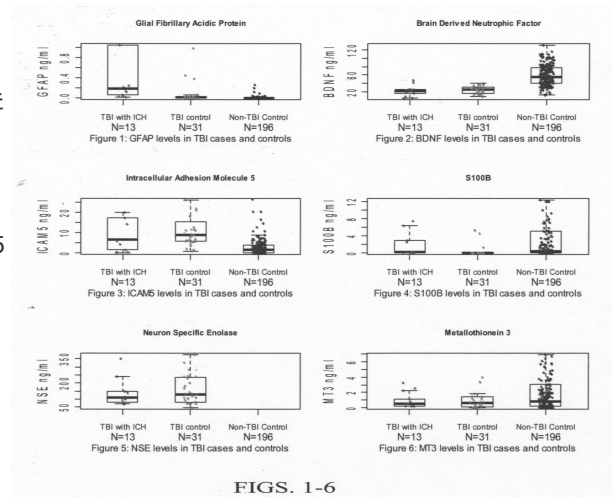 Glial Fibrillary Acidic Protein
GFAP ng/ml
0.0 0.4 0.8
TBI with ICH TBI control Non-TBI Control
N=13 N=31 N=196
Figure 1: GFAP levels in TBI cases and controls
Brain Derived Neutrophic Factor
BDNF ng/ml
20 60 120
TBI with ICH TBI control Non-TBI Control
N=13 N=31 N=196
Figure 2: BDNF levels in TBI cases and controls
Intracellular Adhesion Molecule 5
ICAM5 ng/ml
0 10 20
TBI with ICH TBI control Non-TBI Control
N=13 N=31 N=196
Figure 3: ICAM5 levels in TBI cases and controls
S100B
S100B ng/ml
0 4 8 12
TBI with ICH TBI control Non-TBI Control
N=13 N=31 N=196
Figure 4: S100B levels in TBI cases and controls
Neuron Specific Enolase
NSE ng/ml
50 200 350
TBI with ICH TBI control Non-TBI Control
N=13 N=31 N=196
Figure 5: NSE levels in TBI cases and controls
Metallothionein 3
MT3 ng/ml
0 2 4 6
TBI with ICH TBI control Non-TBI Control
N=13 N=31 N=196
Figure 6: MT3 levels in TBI cases and controls
FIGS. 1-6